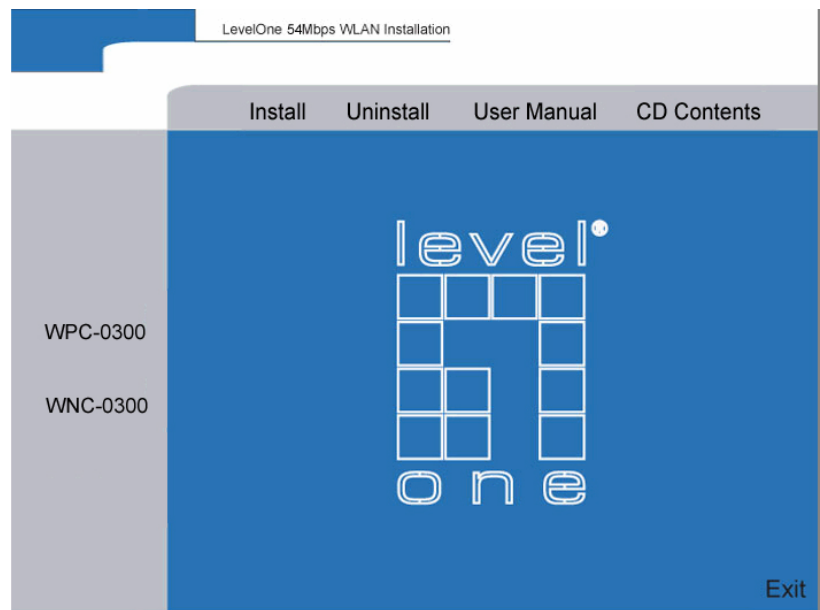 LevelOne 54Mbps WLAN Installation
Install Uninstall User Manual CD Contents
level®
one
WPC-0300
WNC-0300
Exit